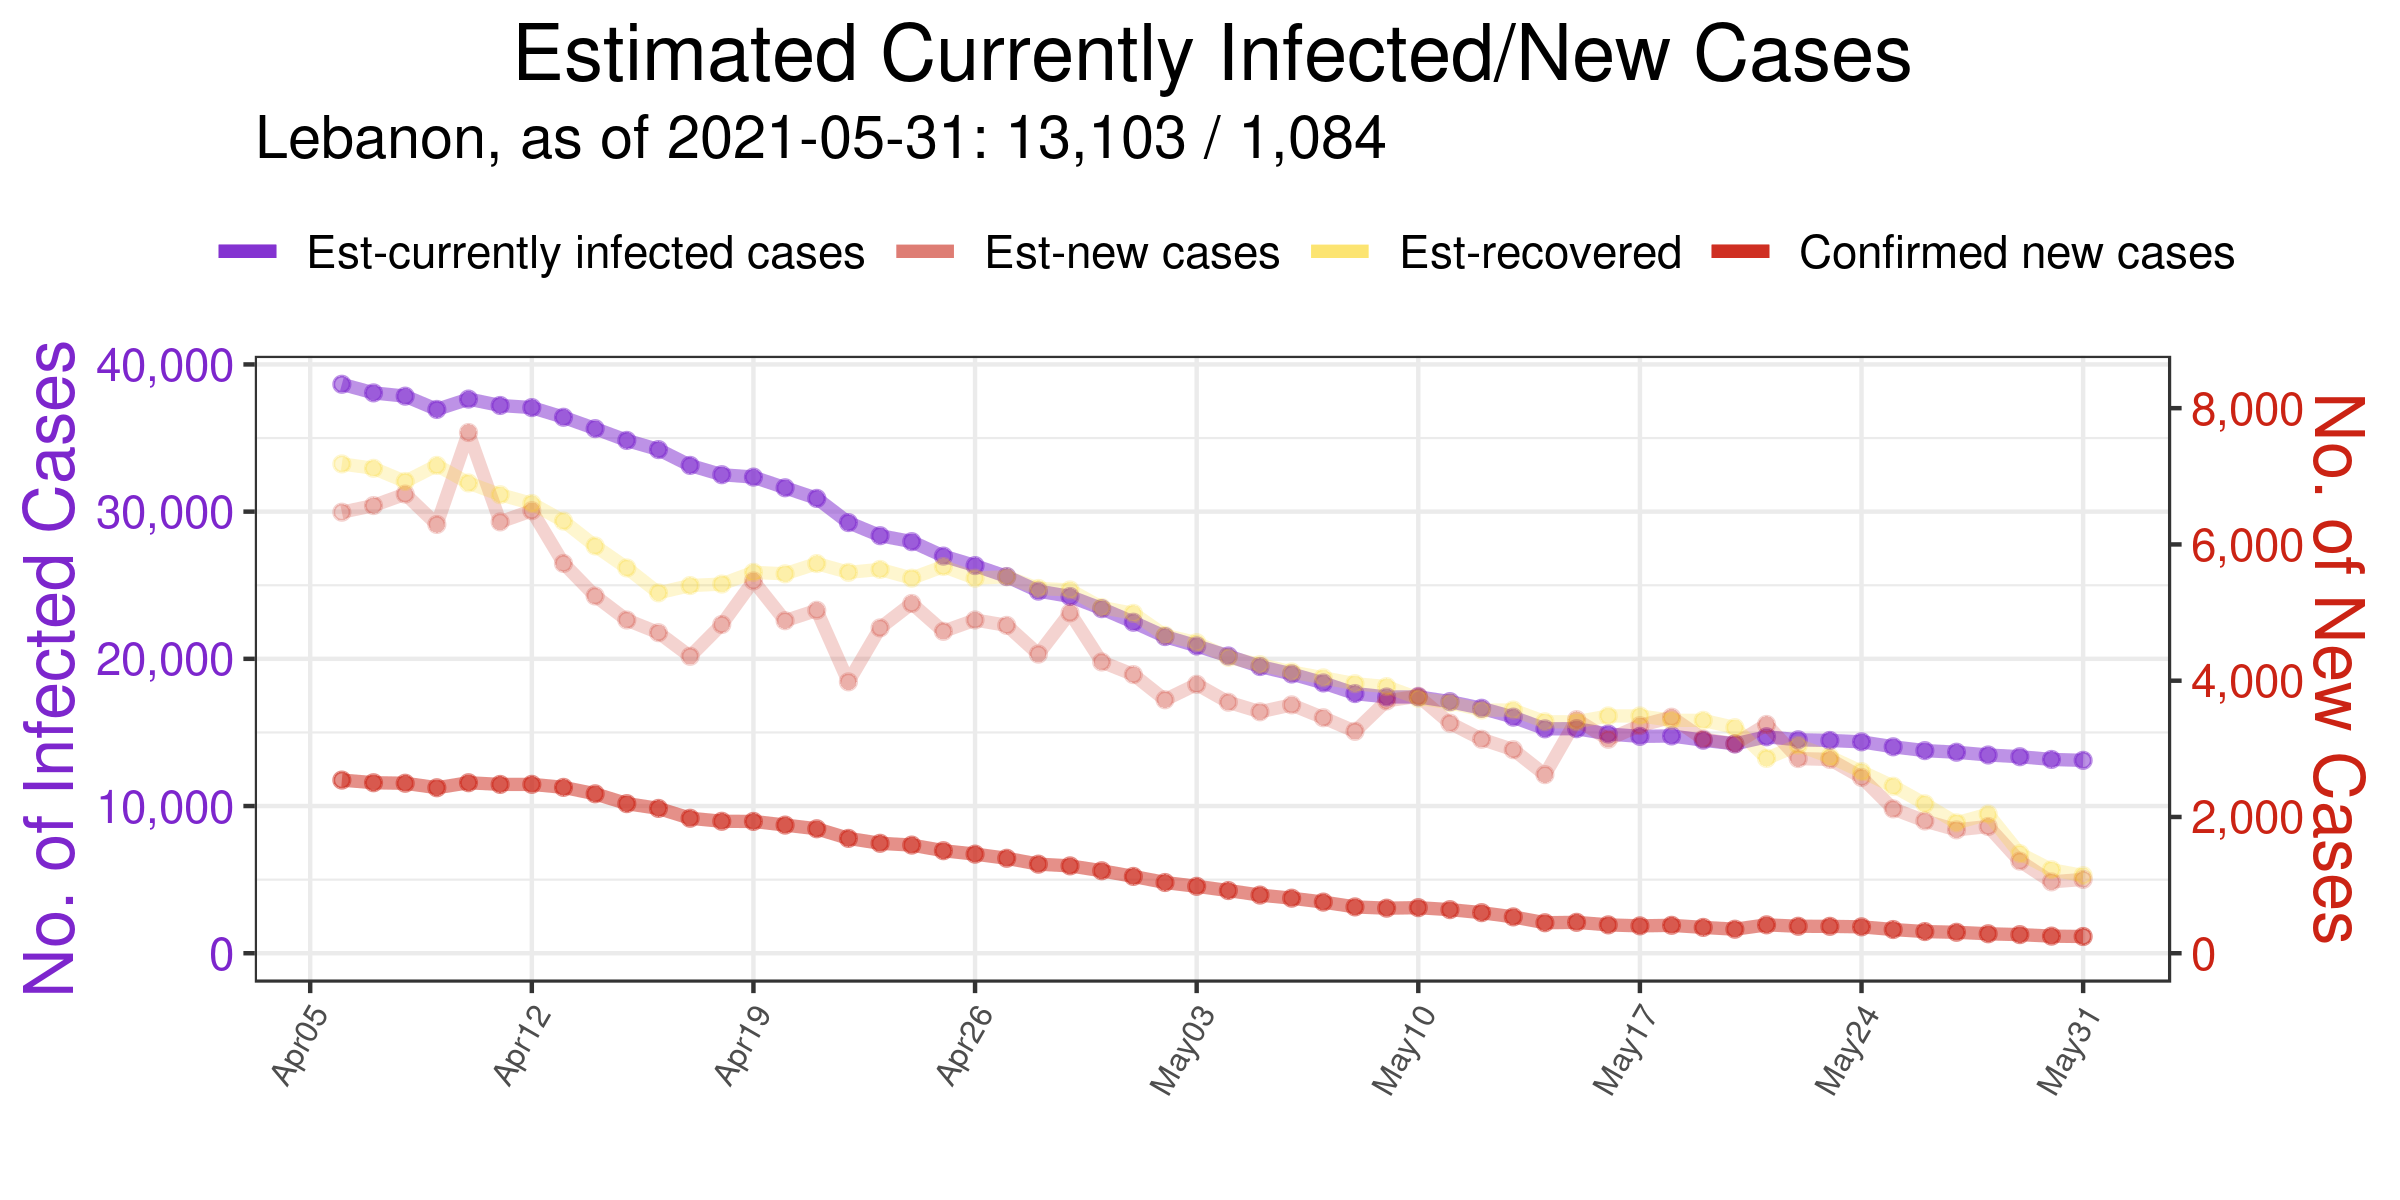 Estimated Currently Infected/New Cases
Lebanon, as of 2021-05-31: 13,103 / 1,084
Est-currently infected cases Est-new cases Est-recovered Confirmed new cases
No. of Infected Cases
40,000
30,000
20,000
10,000
0
8,000
6,000
4,000
2,000
0
No. of New Cases
Apr05 Apr12 Apr19 Apr26 May03 May10 May17 May24 May31